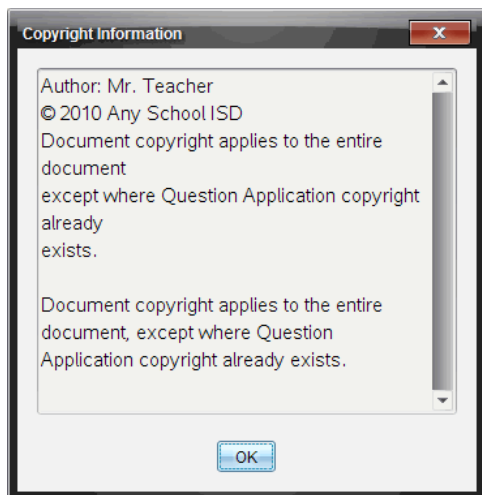 Copyright Information
x
Author: Mr. Teacher
© 2010 Any School ISD
Document copyright applies to the entire
document
except where Question Application copyright
already
exists.
Document copyright applies to the entire
document, except where Question
Application copyright already exists.
OK